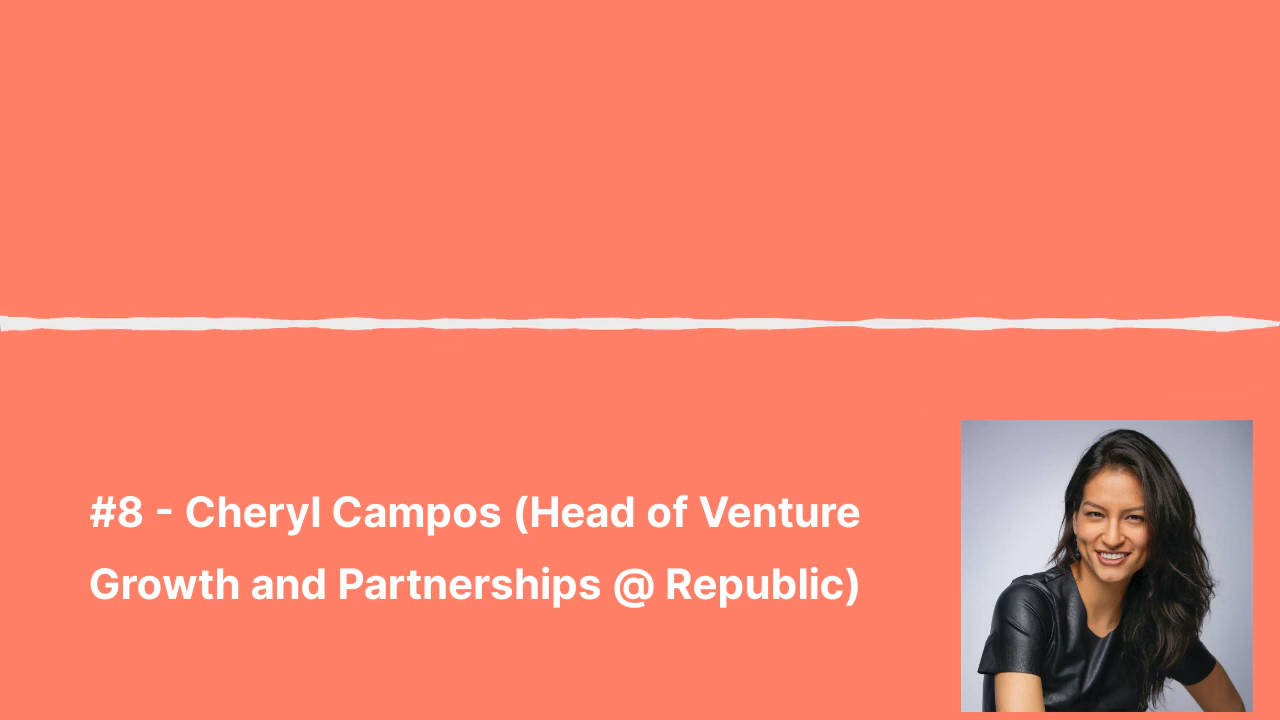 #8 - Cheryl Campos (Head of Venture
Growth and Partnerships @ Republic)